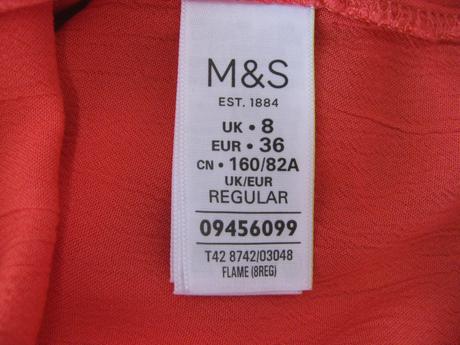 M&S
EST. 1884
UK • 8
EUR • 36
CN • 160/82A
UK/EUR
REGULAR
09456099
T42 8742/03048
FLAME (8REG)